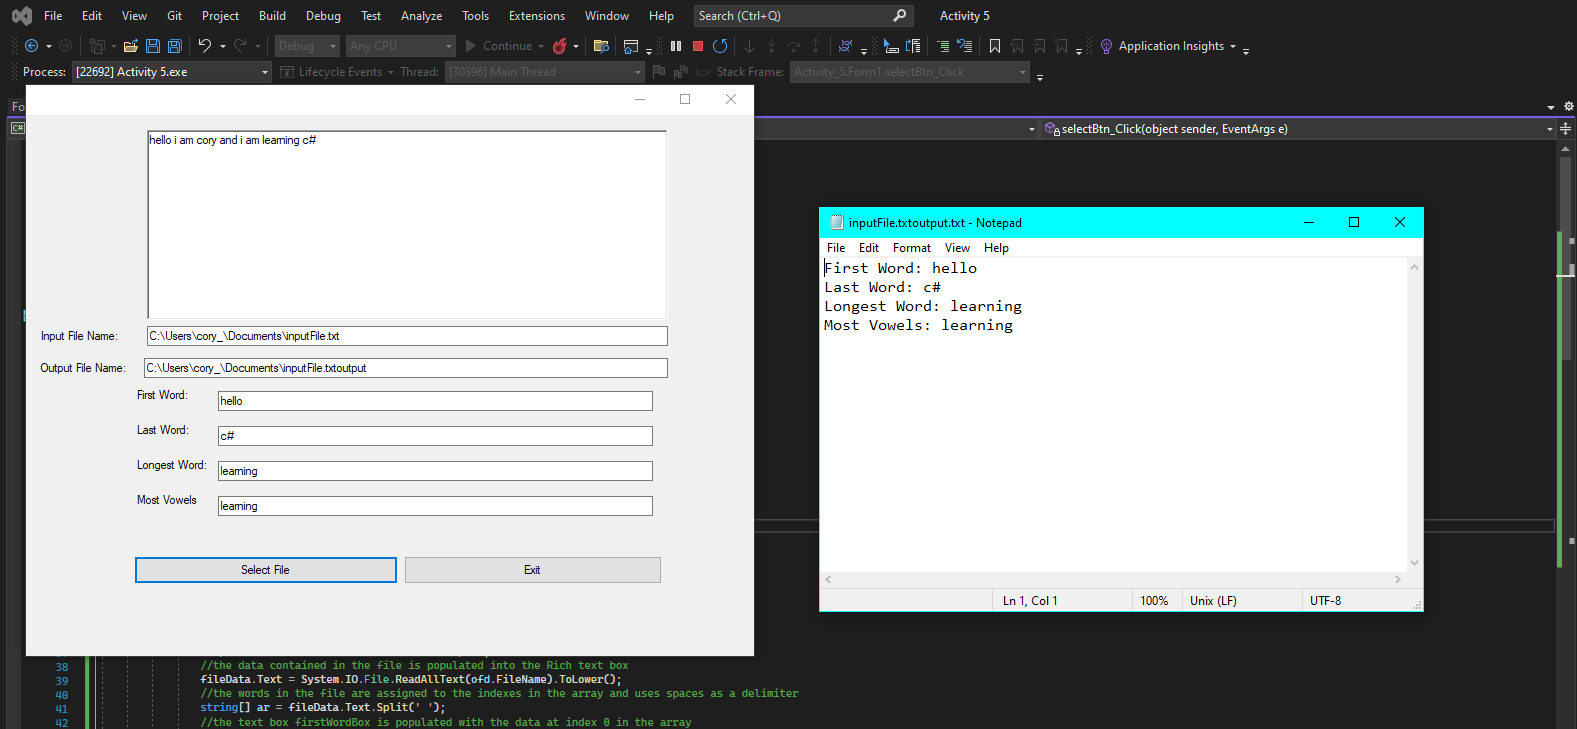 File Edit View Git Project Build Debug Test Analyze Tools Extensions Window Help Search (Ctrl+Q) Activity 5
Debug Any CPU Continue Application Insights
Process: [22692] Activity 5.exe Lifecycle Events Thread: [30396] Main Thread Stack Frame: Activity_5.Form1.selectBtn_Click
Fo
C# selectBtn_Click(object sender, EventArgs e)
hello i am cory and i am learning c#
Input File Name: C:\Users\cory_\Documents\inputFile.txt
Output File Name: C:\Users\cory_\Documents\inputFile.txtoutput
First Word: hello
Last Word: c#
Longest Word: learning
Most Vowels learning
Select File Exit
inputFile.txtoutput.txt - Notepad
File Edit Format View Help
First Word: hello
Last Word: c#
Longest Word: learning
Most Vowels: learning
Ln 1, Col 1 100% Unix (LF) UTF-8
38 //the data contained in the file is populated into the Rich text box
39 fileData.Text = System.IO.File.ReadAllText(ofd.FileName).ToLower();
40 //the words in the file are assigned to the indexes in the array and uses spaces as a delimiter
41 string[] ar = fileData.Text.Split(' ');
42 //the text box firstWordBox is populated with the data at index 0 in the array